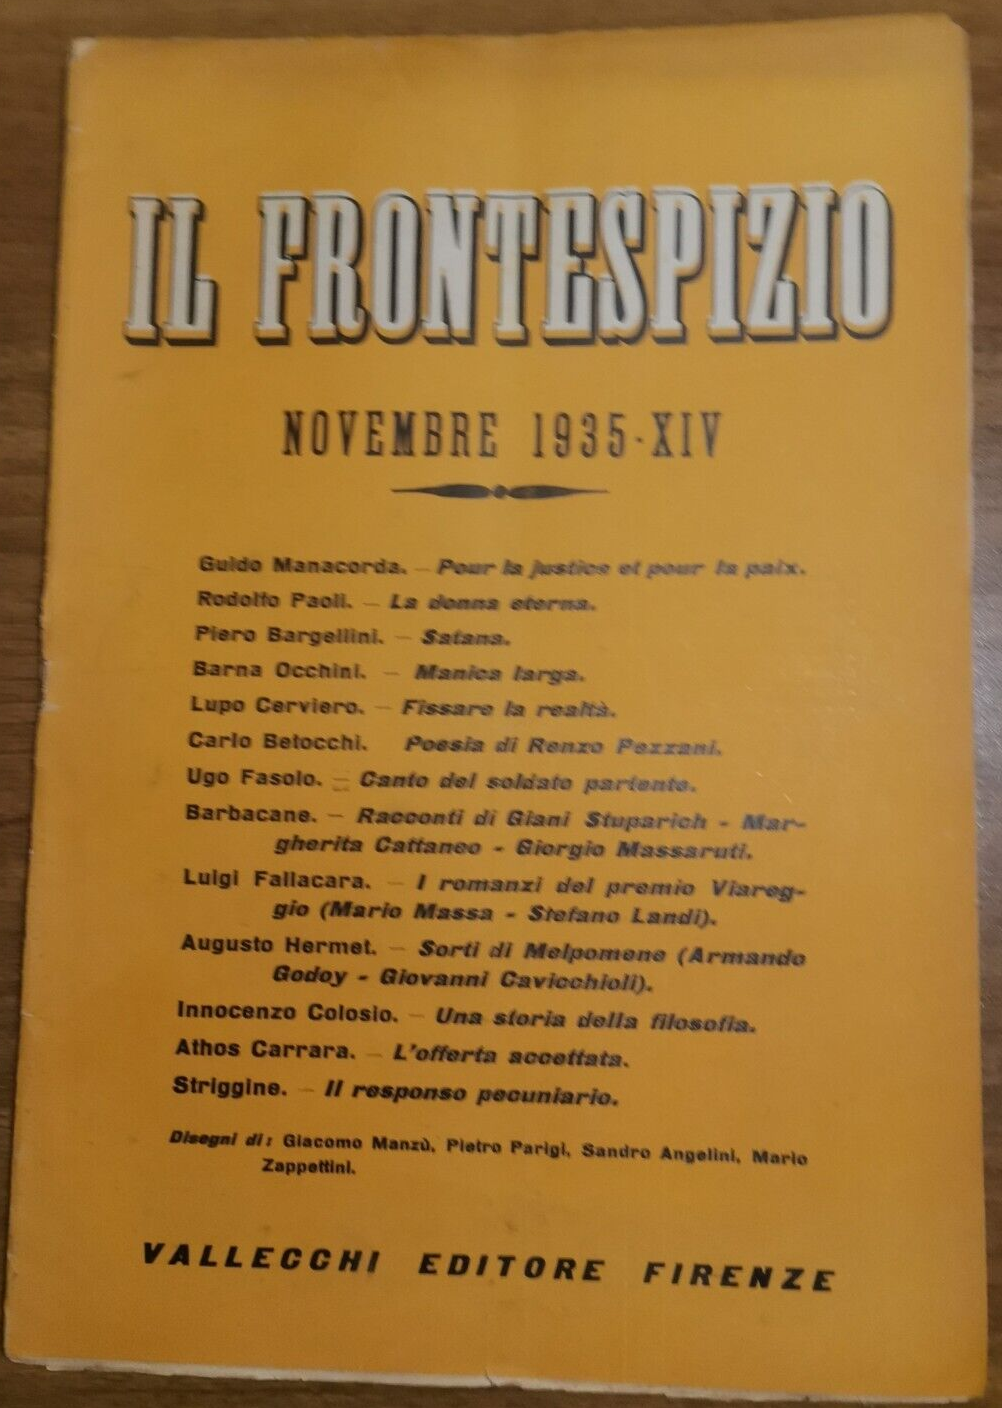 IL FRONTESPIZIO
NOVEMBRE 1935-XIV
Guido Manacorda. — Pour la justice et pour la paix.
Rodolfo Paoli. — La donna eterna.
Piero Bargellini. — Satana.
Barna Occhini. — Manica larga.
Lupo Cerviero. — Fissare la realtà.
Carlo Betocchi. Poesia di Renzo Pezzani.
Ugo Fasolo. — Canto del soldato partente.
Barbacane. — Racconti di Giani Stuparich - Mar-
gherita Cattaneo - Giorgio Massaruti.
Luigi Fallacara. — I romanzi del premio Viareg-
gio (Mario Massa - Stefano Landi).
Augusto Hermet. — Sorti di Melpomene (Armando
Godoy - Giovanni Cavicchioli).
Innocenzo Colosio. — Una storia della filosofia.
Athos Carrara. — L'offerta accettata.
Striggine. — Il responso pecuniario.
Disegni di: Giacomo Manzù, Pietro Parigi, Sandro Angelini, Mario
Zappettini.
VALLECCHI EDITORE FIRENZE